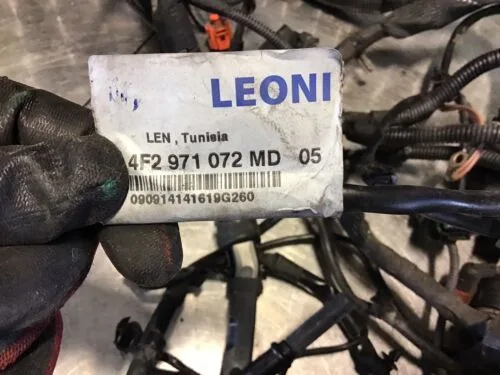 LEONI
LEN , Tunisia
4F2 971 072 MD 05
090914141619G260